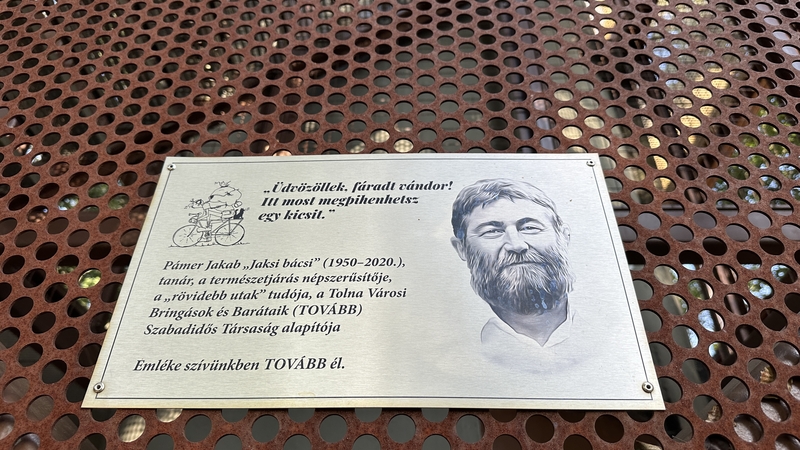 „Üdvözöllek, fáradt vándor!
Itt most megpihenhetsz
egy kicsit.”
Pámer Jakab „Jaksi bácsi” (1950–2020.),
tanár, a természetjárás népszerűsítője,
a „rövidebb utak” tudója, a Tolna Városi
Bringások és Barátaik (TOVÁBB)
Szabadidős Társaság alapítója
Emléke szívünkben TOVÁBB él.